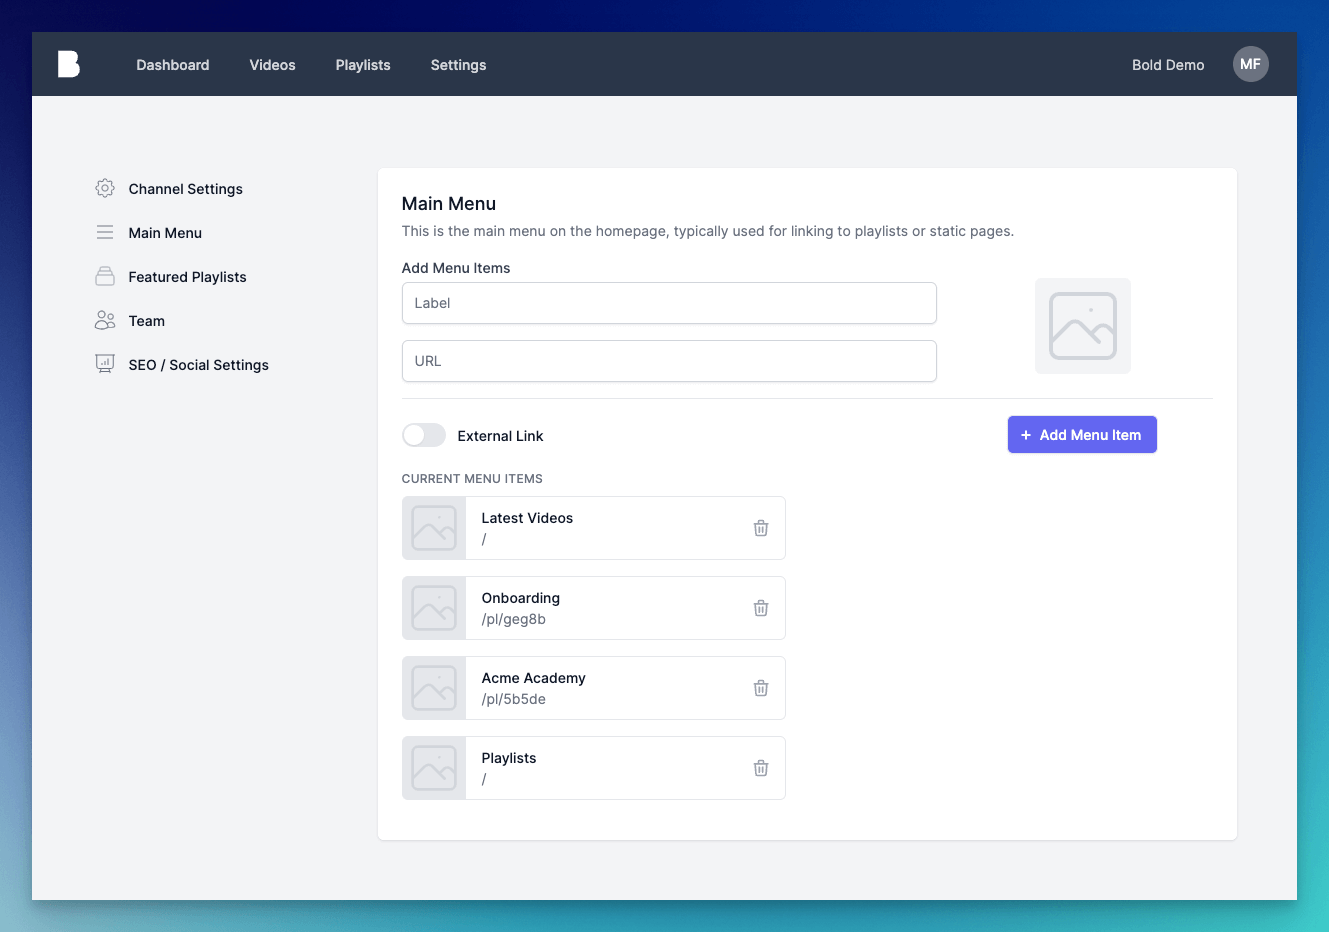 B
Dashboard Videos Playlists Settings Bold Demo MF
Channel Settings
Main Menu
Featured Playlists
Team
SEO / Social Settings
Main Menu
This is the main menu on the homepage, typically used for linking to playlists or static pages.
Add Menu Items
Label
URL
External Link
+ Add Menu Item
CURRENT MENU ITEMS
Latest Videos
/
Onboarding
/pl/geg8b
Acme Academy
/pl/5b5de
Playlists
/